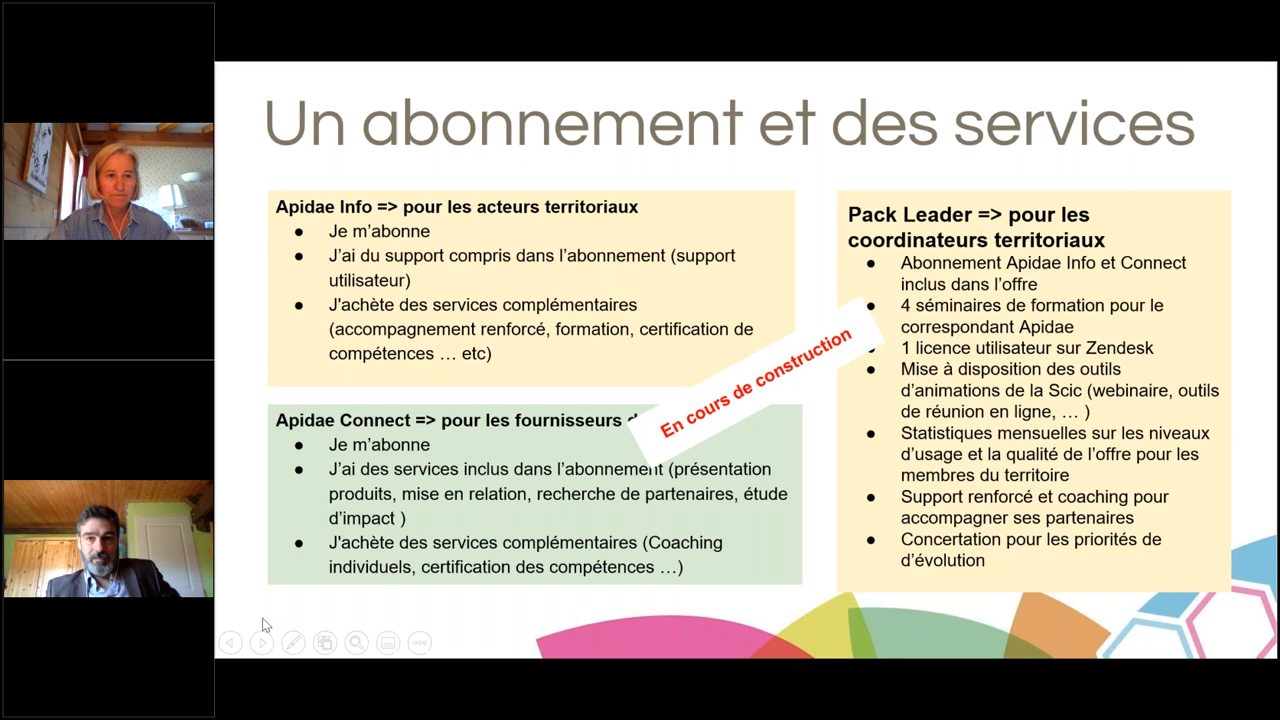 Un abonnement et des services
Apidae Info => pour les acteurs territoriaux
● Je m’abonne
● J’ai du support compris dans l’abonnement (support
utilisateur)
● J'achète des services complémentaires
(accompagnement renforcé, formation, certification de
compétences … etc)
Apidae Connect => pour les fournisseurs
● Je m’abonne
● J’ai des services inclus dans l’abonnement (présentation
produits, mise en relation, recherche de partenaires, étude
d’impact )
● J'achète des services complémentaires (Coaching
individuels, certification des compétences …)
En cours de construction
Pack Leader => pour les
coordinateurs territoriaux
● Abonnement Apidae Info et Connect
inclus dans l’offre
● 4 séminaires de formation pour le
correspondant Apidae
● 1 licence utilisateur sur Zendesk
● Mise à disposition des outils
d’animations de la Scic (webinaire, outils
de réunion en ligne, … )
● Statistiques mensuelles sur les niveaux
d’usage et la qualité de l’offre pour les
membres du territoire
● Support renforcé et coaching pour
accompagner ses partenaires
● Concertation pour les priorités de
d’évolution